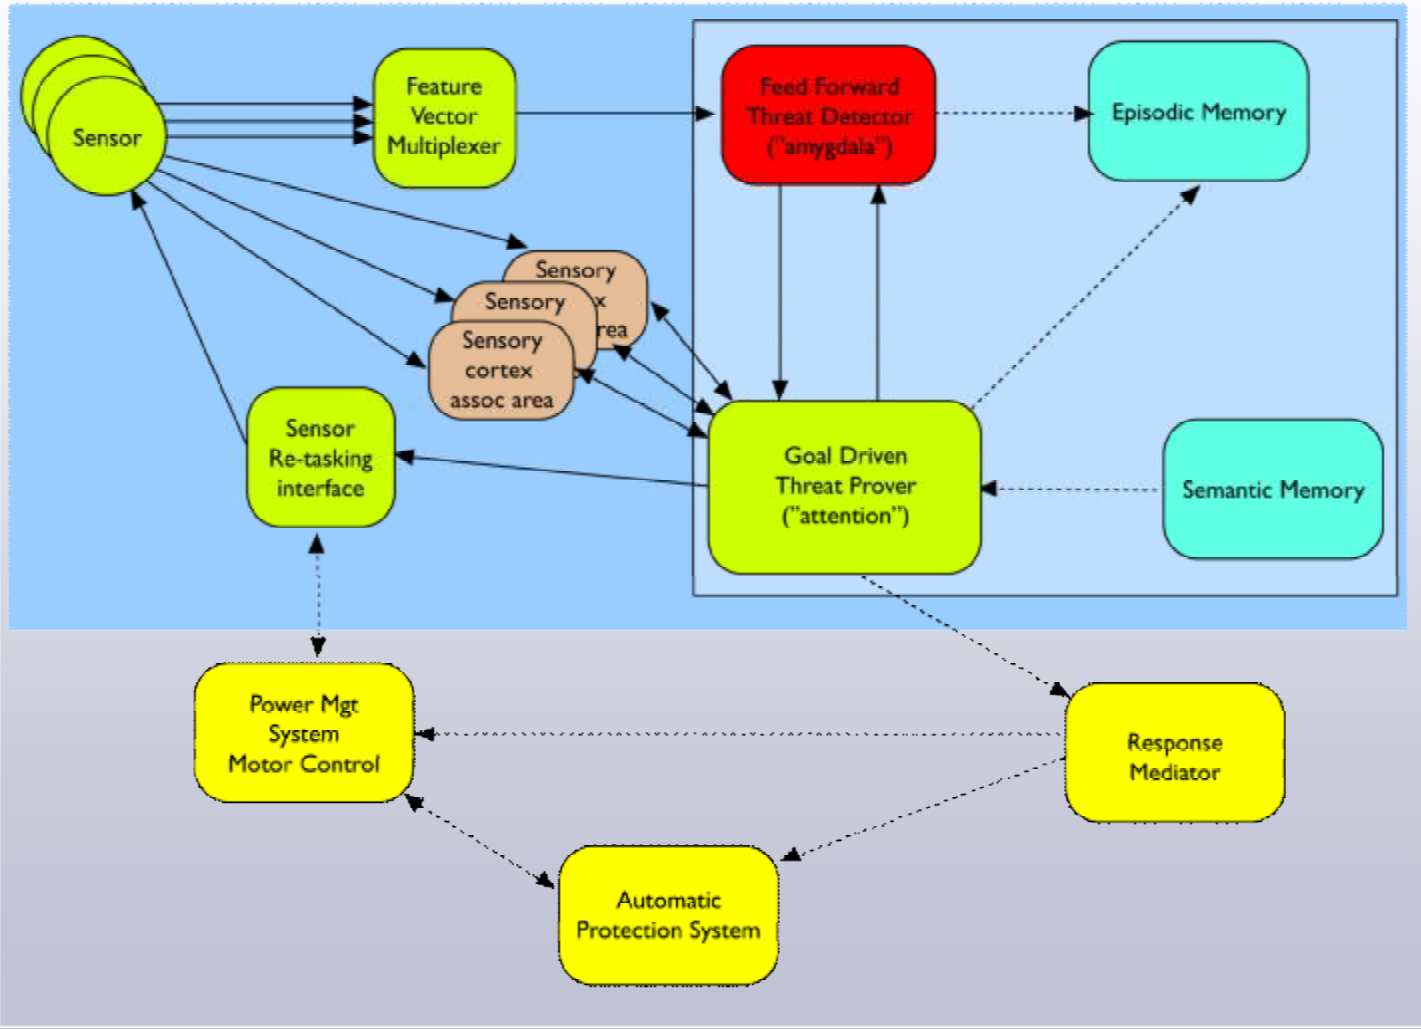 Sensor
Feature
Vector
Multiplexer
Feed Forward
Threat Detector
("amygdala")
Episodic Memory
Sensory
x
rea
Sensory
Sensory
cortex
assoc area
Sensor
Re-tasking
interface
Goal Driven
Threat Prover
("attention")
Semantic Memory
Power Mgt
System
Motor Control
Response
Mediator
Automatic
Protection System